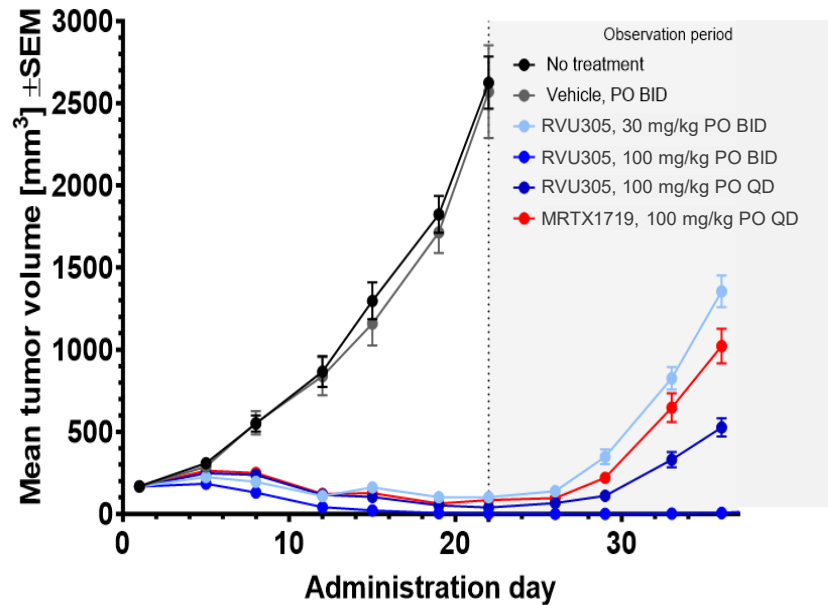 Mean tumor volume [mm³] ±SEM
3000
2500
2000
1500
1000
500
0
0
10
20
30
Administration day
Observation period
No treatment
Vehicle, PO BID
RVU305, 30 mg/kg PO BID
RVU305, 100 mg/kg PO BID
RVU305, 100 mg/kg PO QD
MRTX1719, 100 mg/kg PO QD